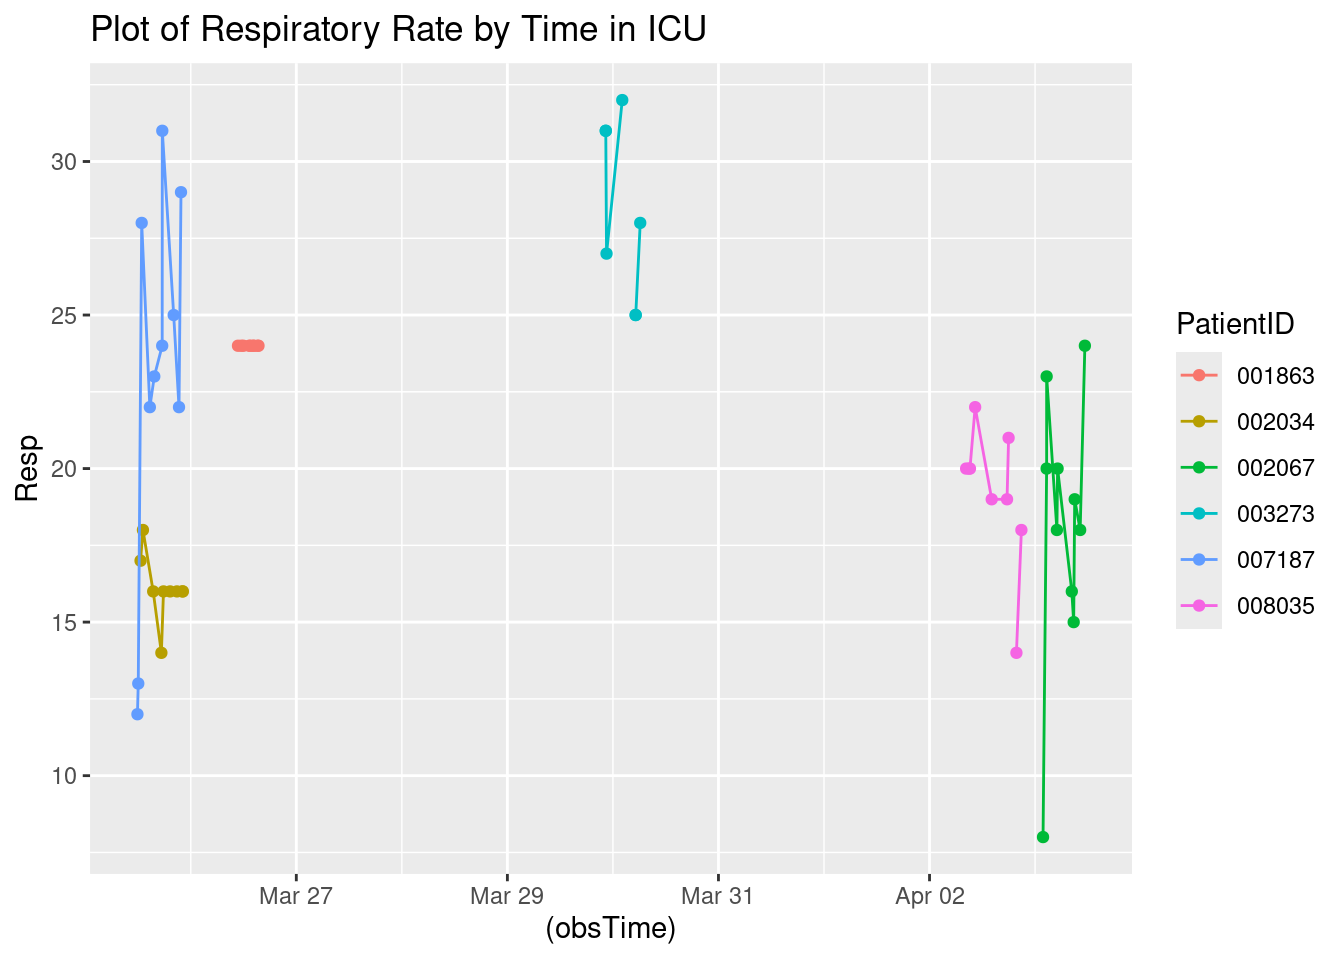 Plot of Respiratory Rate by Time in ICU
Resp
30
25
20
15
10
Mar 27
Mar 29
Mar 31
Apr 02
(obsTime)
PatientID
001863
002034
002067
003273
007187
008035